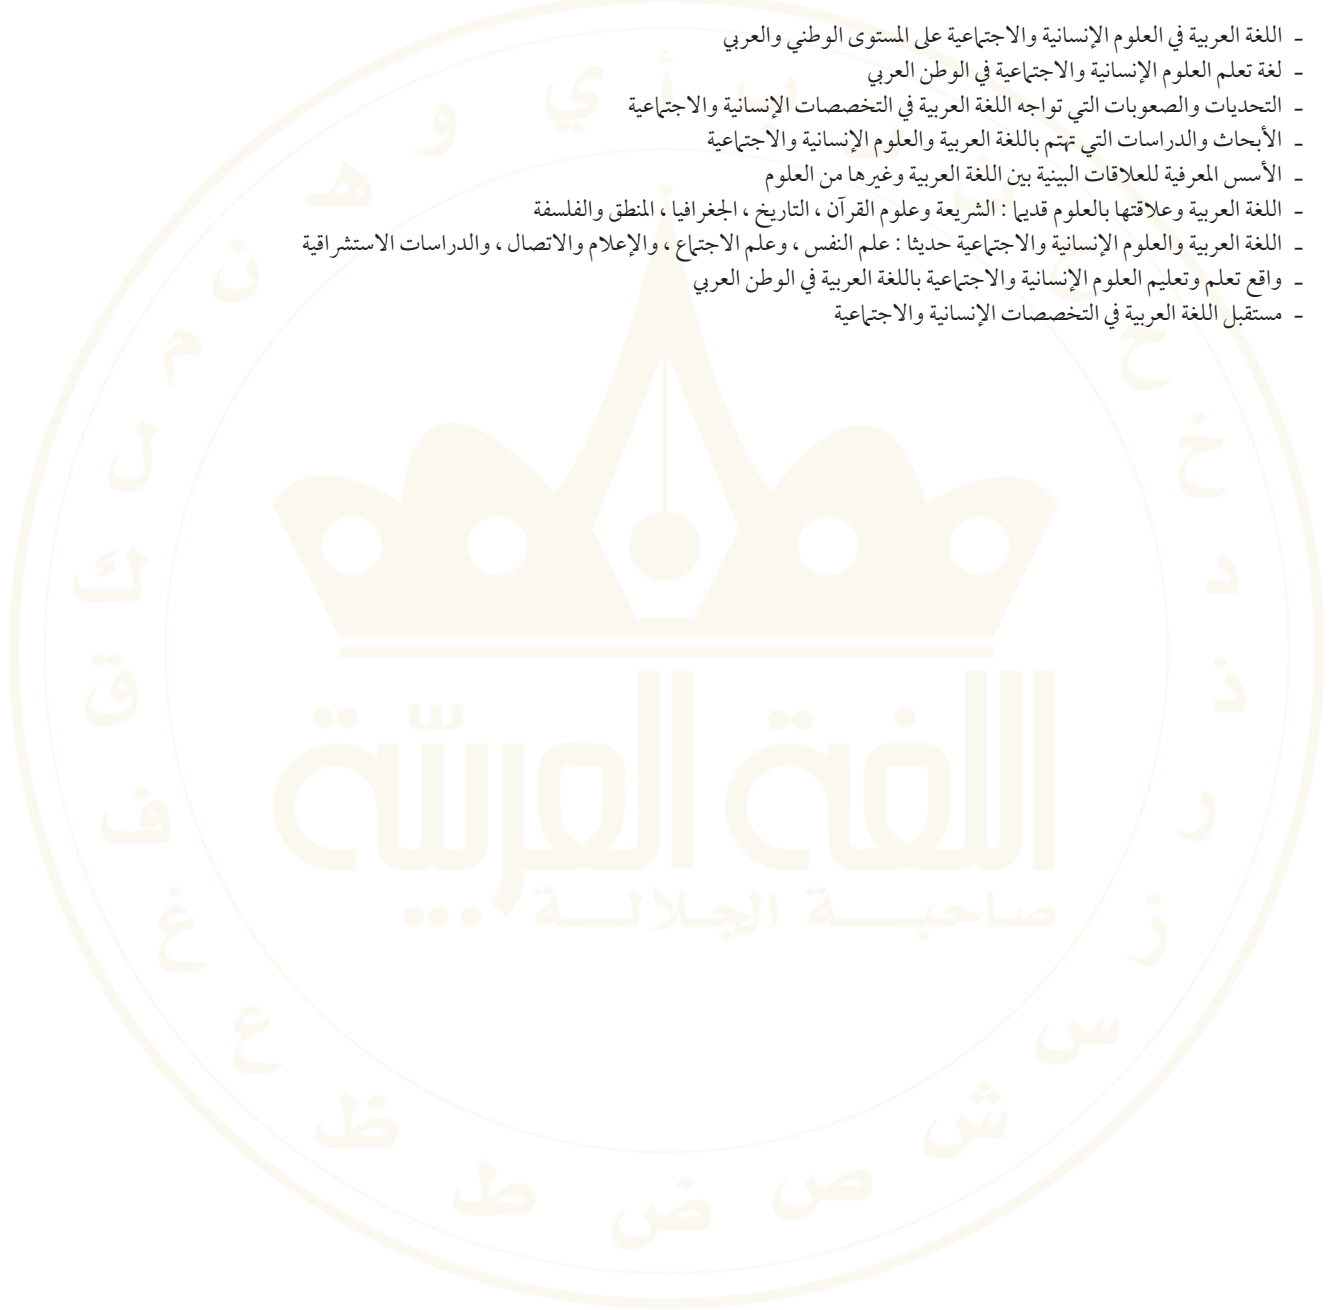 - اللغة العربية في العلوم الإنسانية والاجتماعية على المستوى الوطني والعربي
- لغة تعلم العلوم الإنسانية والاجتماعية في الوطن العربي
- التحديات والصعوبات التي تواجه اللغة العربية في التخصصات الإنسانية والاجتماعية
- الأبحاث والدراسات التي تهتم باللغة العربية والعلوم الإنسانية والاجتماعية
- الأسس المعرفية للعلاقات البينية بين اللغة العربية وغيرها من العلوم
- اللغة العربية وعلاقتها بالعلوم قديما : الشريعة وعلوم القرآن ، التاريخ ، الجغرافيا ، المنطق والفلسفة
- اللغة العربية والعلوم الإنسانية والاجتماعية حديثا : علم النفس ، وعلم الاجتماع ، والإعلام والاتصال ، والدراسات الاستشراقية
- واقع تعلم وتعليم العلوم الإنسانية والاجتماعية باللغة العربية في الوطن العربي
- مستقبل اللغة العربية في التخصصات الإنسانية والاجتماعية
اللغة العربية
صاحبة الجلالة ...